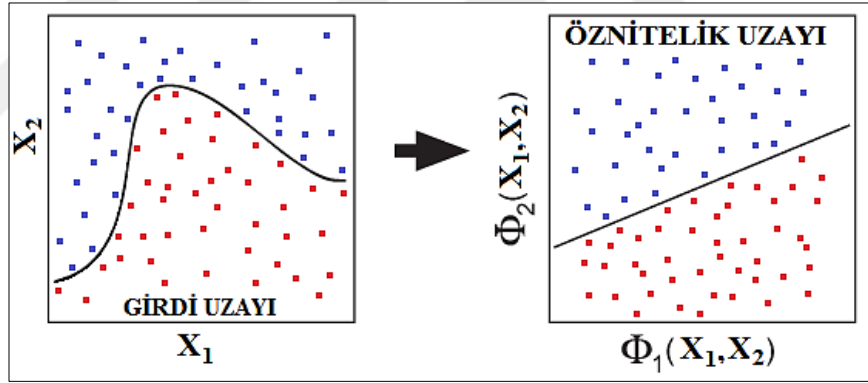 X₂
GİRDİ UZAYI
X₁
ÖZNİTELİK UZAYI
Φ₂(X₁,X₂)
Φ₁(X₁,X₂)